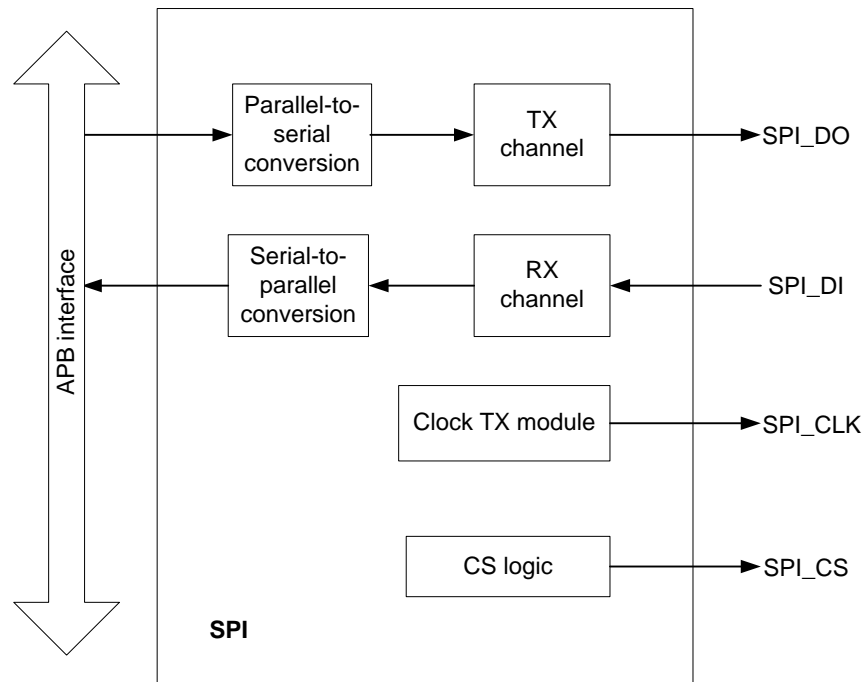 Parallel-to-
serial
conversion
TX
channel
SPI_DO
Serial-to-
parallel
conversion
RX
channel
SPI_DI
APB interface
Clock TX module
SPI_CLK
CS logic
SPI_CS
SPI